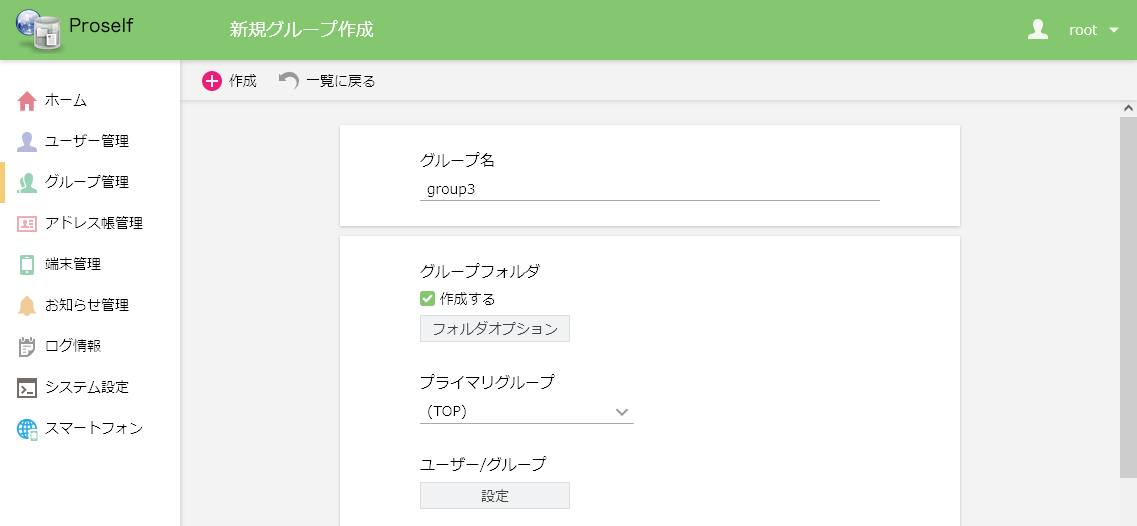 Proself
新規グループ作成
root
作成
一覧に戻る
ホーム
ユーザー管理
グループ管理
アドレス帳管理
端末管理
お知らせ管理
ログ情報
システム設定
スマートフォン
グループ名
group3
グループフォルダ
作成する
フォルダオプション
プライマリグループ
(TOP)
ユーザー/グループ
設定